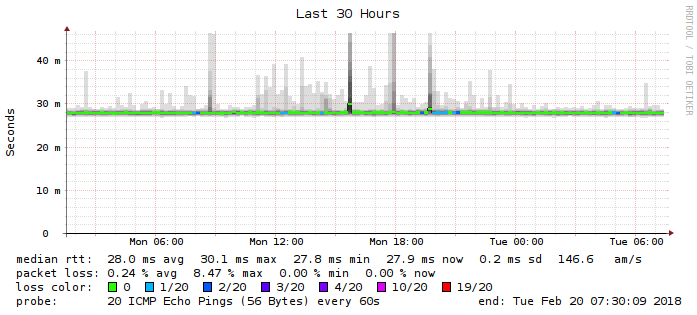 Last 30 Hours
RRDTOOL / TOBI OETIKER
Seconds
40 m
30 m
20 m
10 m
0
Mon 06:00 Mon 12:00 Mon 18:00 Tue 00:00 Tue 06:00
median rtt: 28.0 ms avg 30.1 ms max 27.8 ms min 27.9 ms now 0.2 ms sd 146.6 am/s
packet loss: 0.24 % avg 8.47 % max 0.00 % min 0.00 % now
loss color: 0 1/20 2/20 3/20 4/20 10/20 19/20
probe: 20 ICMP Echo Pings (56 Bytes) every 60s end: Tue Feb 20 07:30:09 2018